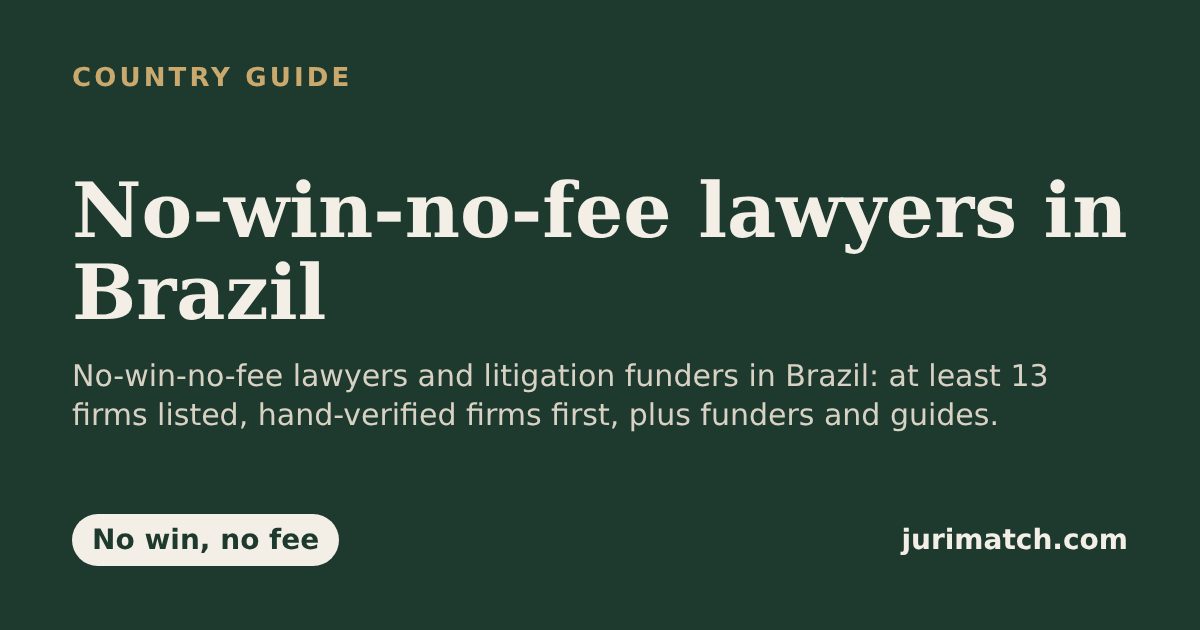 COUNTRY GUIDE
No-win-no-fee lawyers in
Brazil
No-win-no-fee lawyers and litigation funders in Brazil: at least 13
firms listed, hand-verified firms first, plus funders and guides.
No win, no fee
jurimatch.com